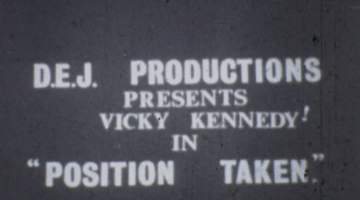 D.E.J. PRODUCTIONS
PRESENTS
VICKY KENNEDY!
IN
"POSITION TAKEN."